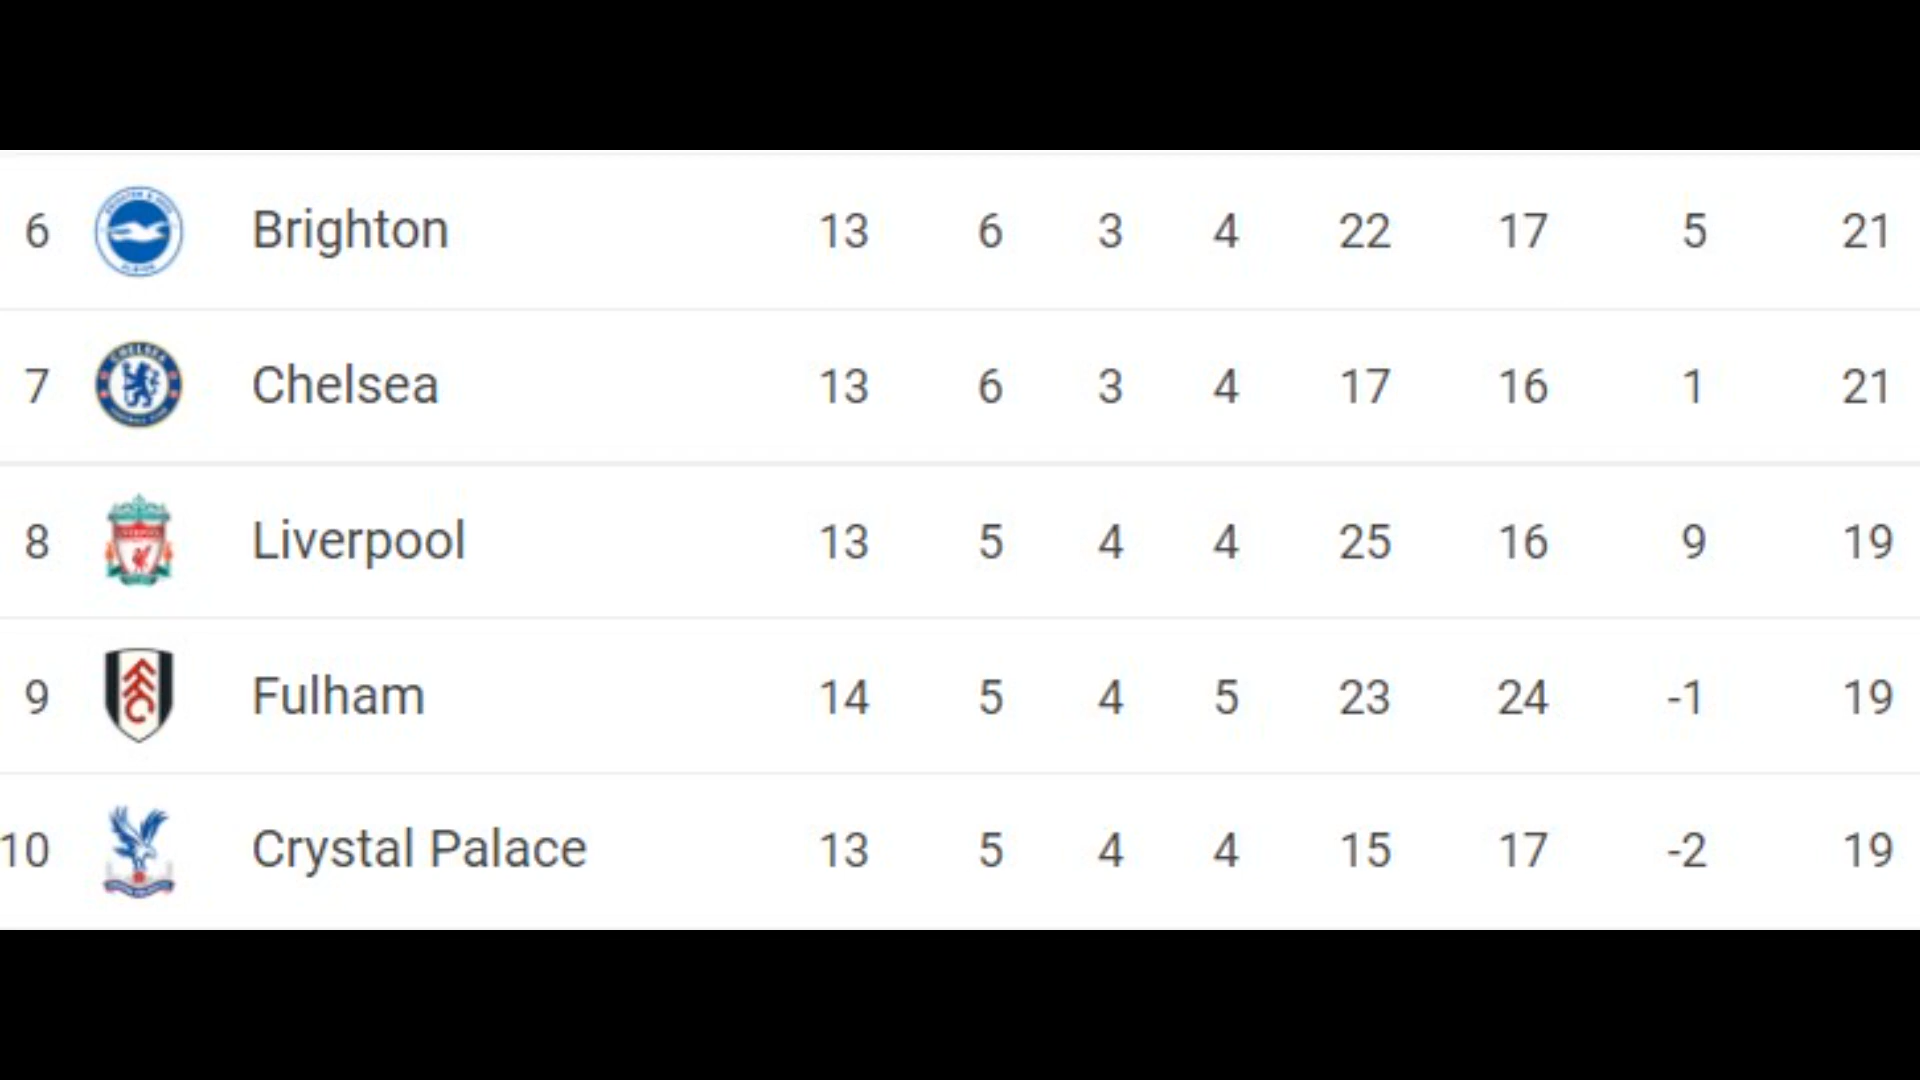 6 Brighton 13 6 3 4 22 17 5 21
7 CHELSEA Chelsea 13 6 3 4 17 16 1 21
8 Liverpool 13 5 4 4 25 16 9 19
9 Fulham 14 5 4 5 23 24 -1 19
10 Crystal Palace 13 5 4 4 15 17 -2 19